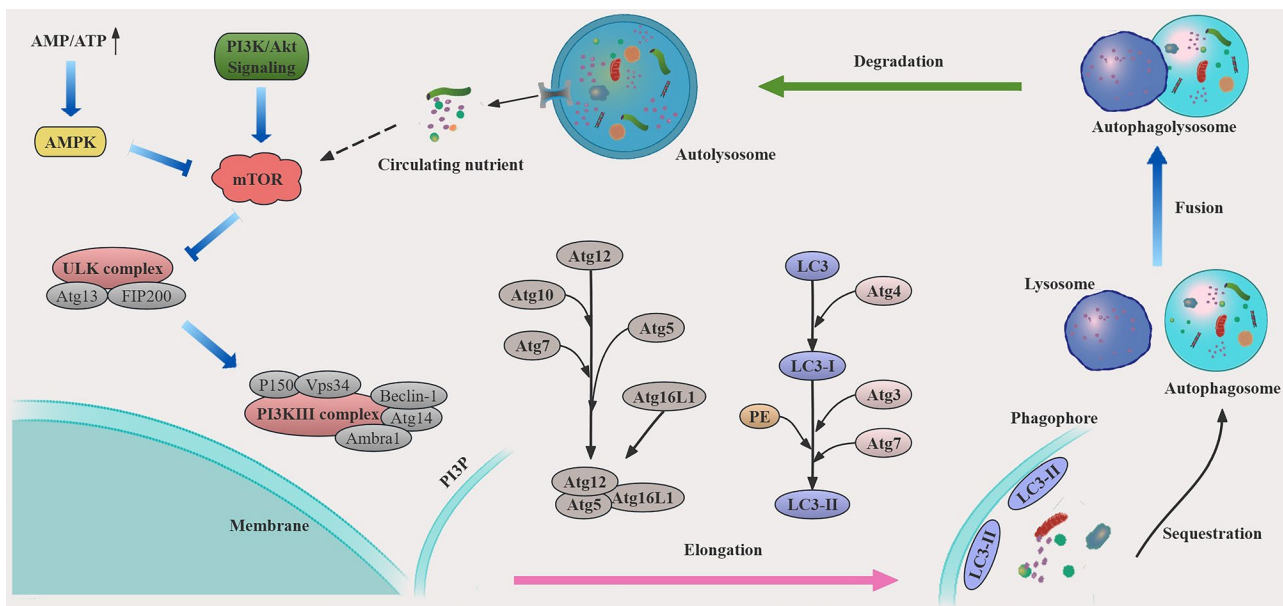 AMP/ATP
PI3K/Akt
Signaling
AMPK
mTOR
Circulating nutrient
Autolysosome
Degradation
Autophagolysosome
Fusion
Lysosome
Autophagosome
ULK complex
Atg13
FIP200
P150
Vps34
Beclin-1
PI3KIII complex
Atg14
Ambra1
Membrane
PI3P
Atg12
Atg10
Atg5
Atg7
Atg16L1
Atg12
Atg5
Atg16L1
LC3
Atg4
LC3-I
Atg3
PE
Atg7
LC3-II
Elongation
Phagophore
LC3-II
LC3-II
Sequestration